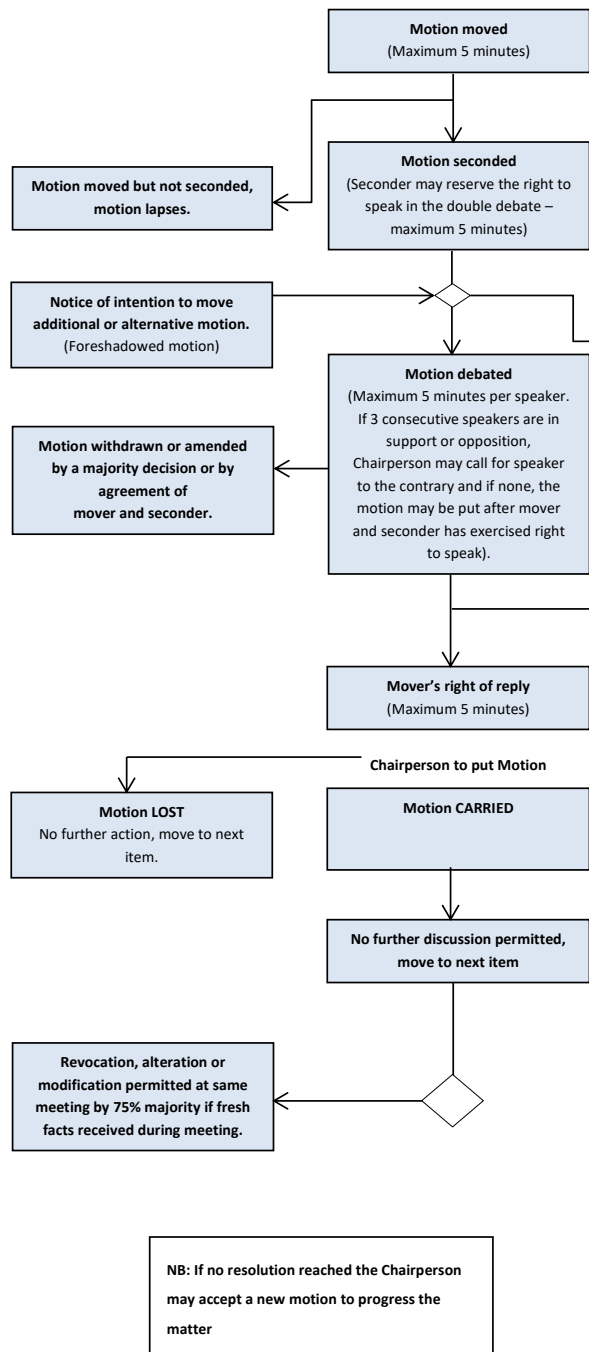 Motion moved
(Maximum 5 minutes)
Motion seconded
(Seconder may reserve the right to
speak in the double debate –
maximum 5 minutes)
Motion moved but not seconded,
motion lapses.
Notice of intention to move
additional or alternative motion.
(Foreshadowed motion)
Motion debated
(Maximum 5 minutes per speaker.
If 3 consecutive speakers are in
support or opposition,
Chairperson may call for speaker
to the contrary and if none, the
motion may be put after mover
and seconder has exercised right
to speak).
Motion withdrawn or amended
by a majority decision or by
agreement of
mover and seconder.
Mover’s right of reply
(Maximum 5 minutes)
Chairperson to put Motion
Motion LOST
No further action, move to next
item.
Motion CARRIED
No further discussion permitted,
move to next item
Revocation, alteration or
modification permitted at same
meeting by 75% majority if fresh
facts received during meeting.
NB: If no resolution reached the Chairperson
may accept a new motion to progress the
matter